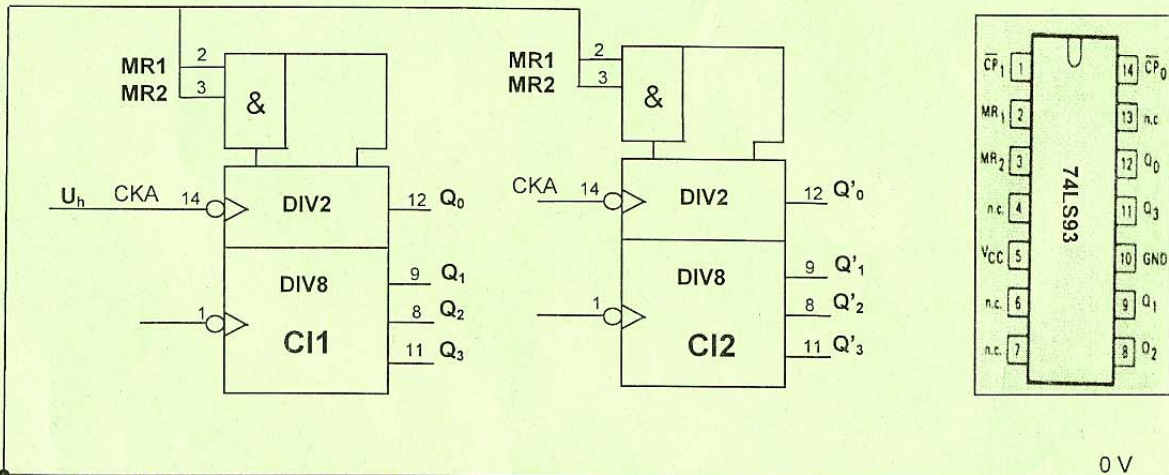 MR1 2
MR2 3
&
U_h CKA 14 DIV2 12 Q₀
DIV8 9 Q₁
1 8 Q₂
CI1 11 Q₃
MR1 2
MR2 3
&
CKA 14 DIV2 12 Q'₀
DIV8 9 Q'₁
1 8 Q'₂
CI2 11 Q'₃
C̅P̅₁ 1 14 C̅P̅₀
MR₁ 2 13 n.c
MR₂ 3 12 Q₀
n.c. 4 11 Q₃
VCC 5 10 GND
n.c. 6 9 Q₁
n.c. 7 8 Q₂
74LS93
0 V